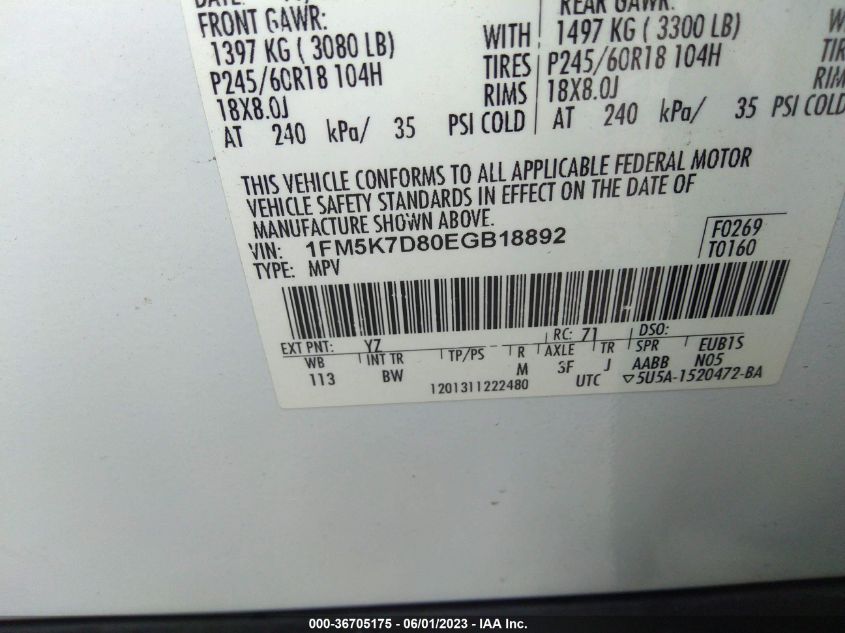 DATE:
FRONT GAWR: REAR GAWR:
1397 KG ( 3080 LB) WITH 1497 KG ( 3300 LB)
P245/60R18 104H TIRES P245/60R18 104H
18X8.0J RIMS 18X8.0J
AT 240 kPa/ 35 PSI COLD AT 240 kPa/ 35 PSI COLD
THIS VEHICLE CONFORMS TO ALL APPLICABLE FEDERAL MOTOR
VEHICLE SAFETY STANDARDS IN EFFECT ON THE DATE OF
MANUFACTURE SHOWN ABOVE.
VIN: 1FM5K7D80EGB18892 F0269
TYPE: MPV T0160
EXT PNT: YZ RC: 71 DSO:
WB INT TR TP/PS R AXLE TR SPR EUB1S
113 BW M 3F J AABB N05
1201311222480 UTC ▽5U5A-1520472-BA
000-36705175 - 06/01/2023 - IAA Inc.